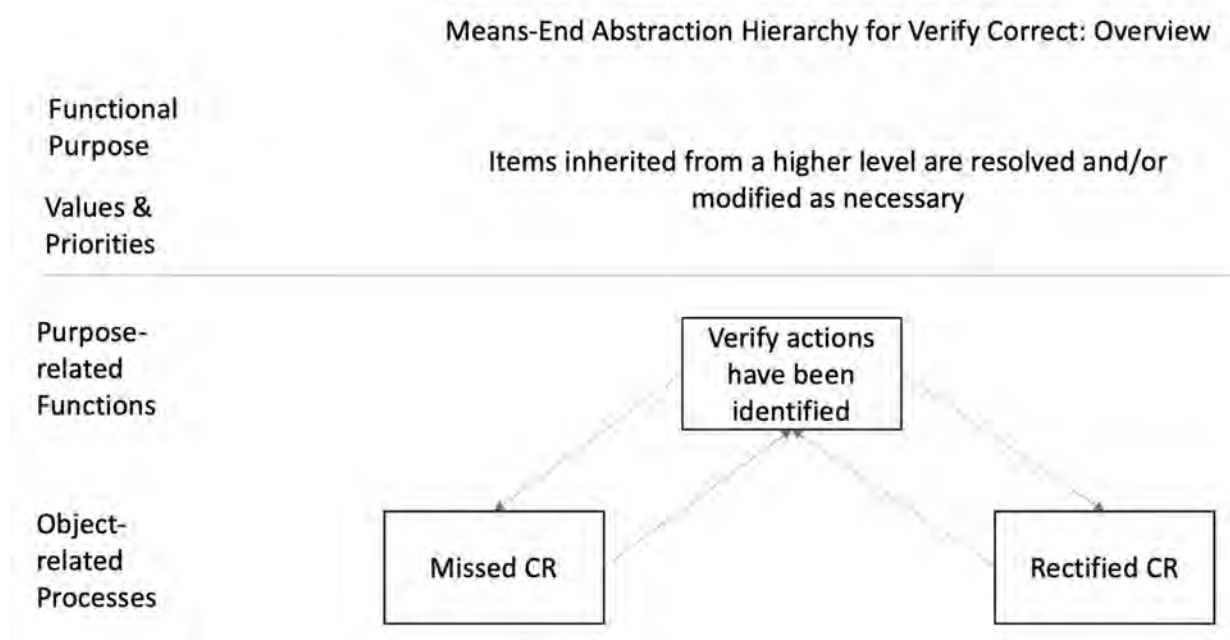 Means-End Abstraction Hierarchy for Verify Correct: Overview
Functional
Purpose
Items inherited from a higher level are resolved and/or
modified as necessary
Values &
Priorities
Purpose-
related
Functions
Verify actions
have been
identified
Object-
related
Processes
Missed CR
Rectified CR